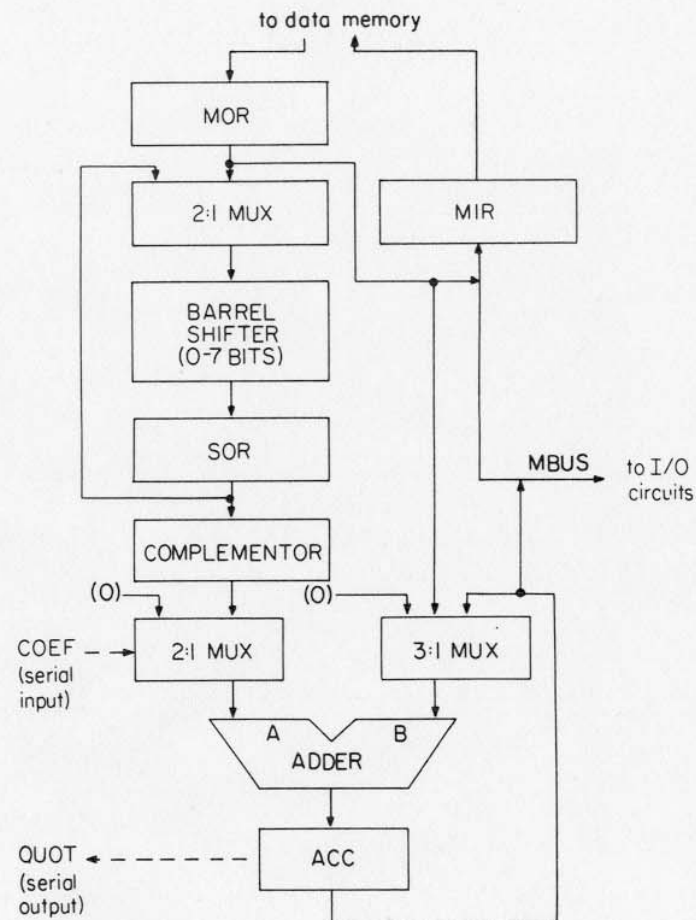 to data memory
MOR
2:1 MUX
MIR
BARREL
SHIFTER
(0-7 BITS)
SOR
MBUS
to I/O
circuits
COMPLEMENTOR
(0)
(0)
COEF
(serial
input)
2:1 MUX
3:1 MUX
A
B
ADDER
QUOT
(serial
output)
ACC